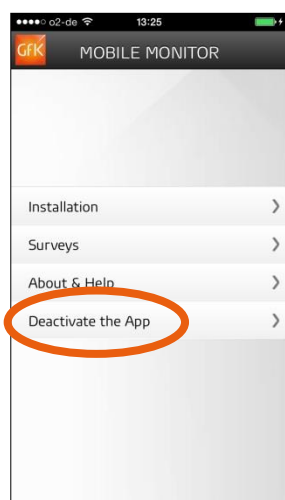 o2-de 13:25
GfK MOBILE MONITOR
Installation
Surveys
About & Help
Deactivate the App